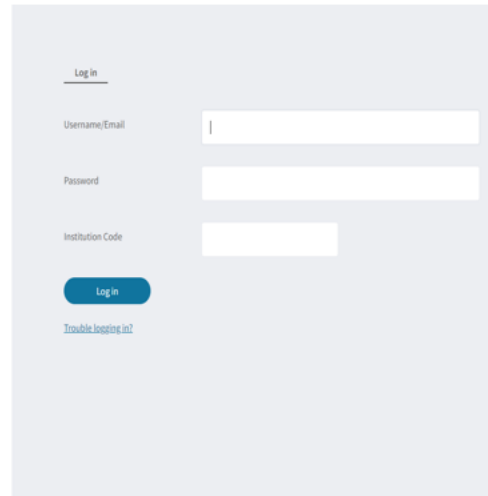 Log in
Username/Email
Password
Institution Code
Log in
Trouble logging in?